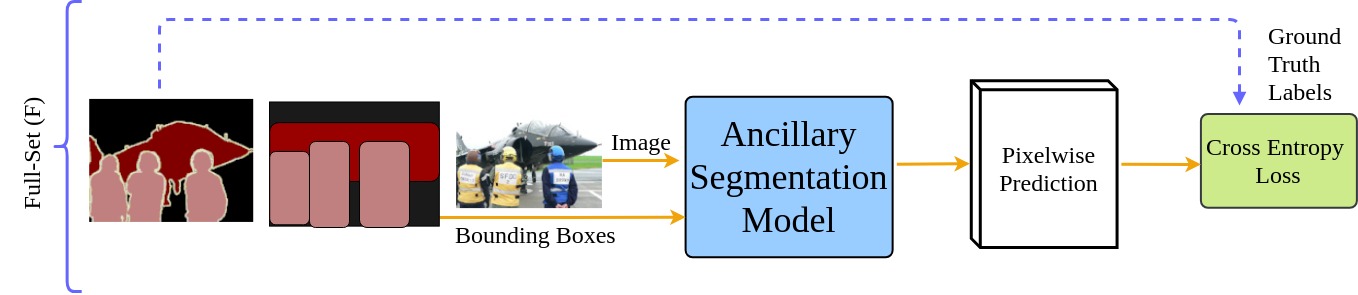 Full-Set (F)
Image
Bounding Boxes
Ancillary
Segmentation
Model
Pixelwise
Prediction
Ground
Truth
Labels
Cross Entropy
Loss